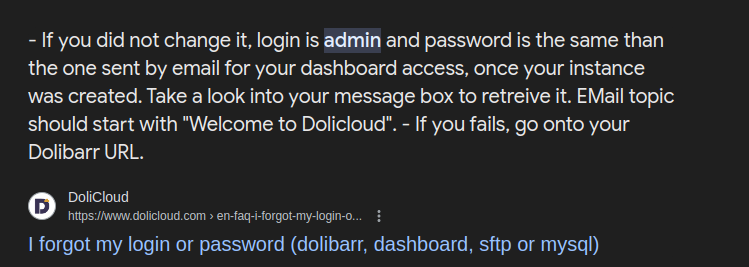 - If you did not change it, login is admin and password is the same than
the one sent by email for your dashboard access, once your instance
was created. Take a look into your message box to retreive it. EMail topic
should start with "Welcome to Dolicloud". - If you fails, go onto your
Dolibarr URL.
DoliCloud
https://www.dolicloud.com › en-faq-i-forgot-my-login-o...
I forgot my login or password (dolibarr, dashboard, sftp or mysql)